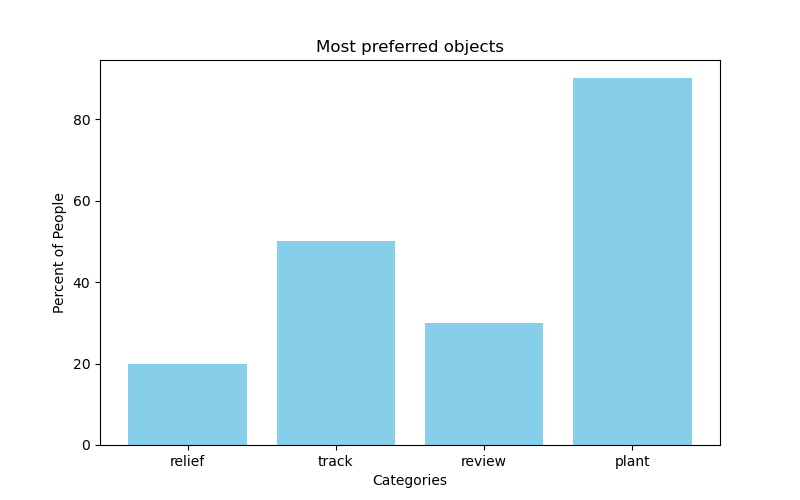 Most preferred objects
Percent of People
80
60
40
20
0
relief track review plant
Categories